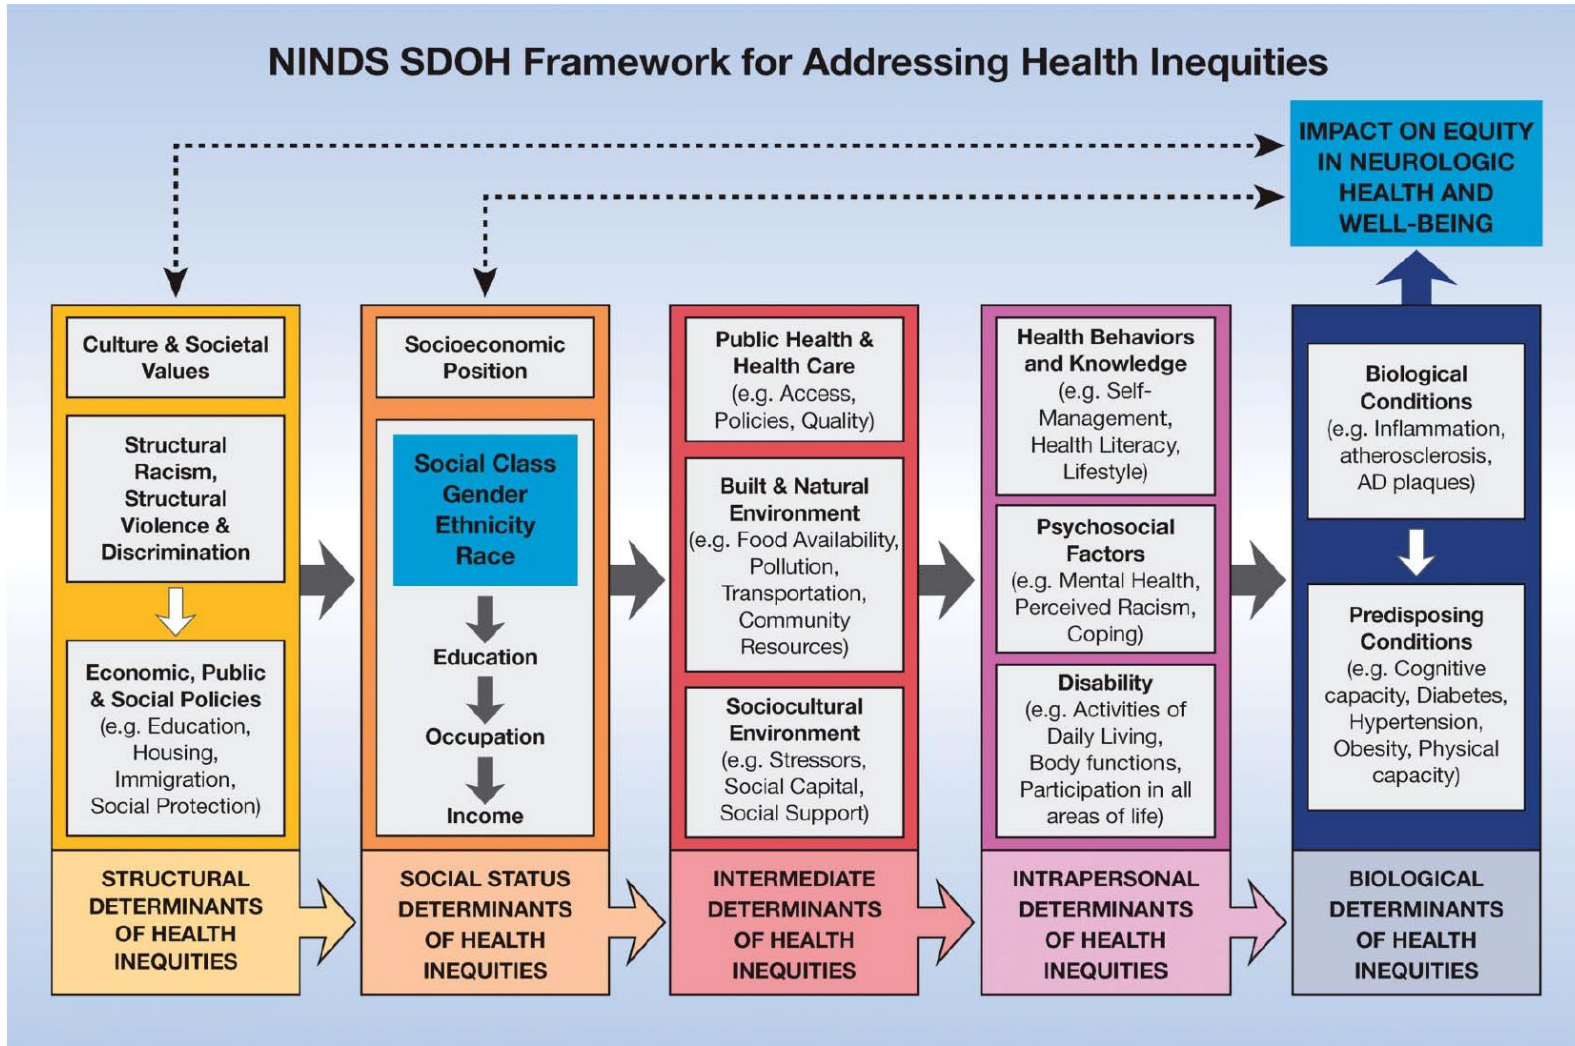 NINDS SDOH Framework for Addressing Health Inequities
IMPACT ON EQUITY
IN NEUROLOGIC
HEALTH AND
WELL-BEING
Culture & Societal
Values
Structural
Racism,
Structural
Violence &
Discrimination
Economic, Public
& Social Policies
(e.g. Education,
Housing,
Immigration,
Social Protection)
STRUCTURAL
DETERMINANTS
OF HEALTH
INEQUITIES
Socioeconomic
Position
Social Class
Gender
Ethnicity
Race
Education
Occupation
Income
SOCIAL STATUS
DETERMINANTS
OF HEALTH
INEQUITIES
Public Health &
Health Care
(e.g. Access,
Policies, Quality)
Built & Natural
Environment
(e.g. Food Availability,
Pollution,
Transportation,
Community
Resources)
Sociocultural
Environment
(e.g. Stressors,
Social Capital,
Social Support)
INTERMEDIATE
DETERMINANTS
OF HEALTH
INEQUITIES
Health Behaviors
and Knowledge
(e.g. Self-
Management,
Health Literacy,
Lifestyle)
Psychosocial
Factors
(e.g. Mental Health,
Perceived Racism,
Coping)
Disability
(e.g. Activities of
Daily Living,
Body functions,
Participation in all
areas of life)
INTRAPERSONAL
DETERMINANTS
OF HEALTH
INEQUITIES
Biological
Conditions
(e.g. Inflammation,
atherosclerosis,
AD plaques)
Predisposing
Conditions
(e.g. Cognitive
capacity, Diabetes,
Hypertension,
Obesity, Physical
capacity)
BIOLOGICAL
DETERMINANTS
OF HEALTH
INEQUITIES